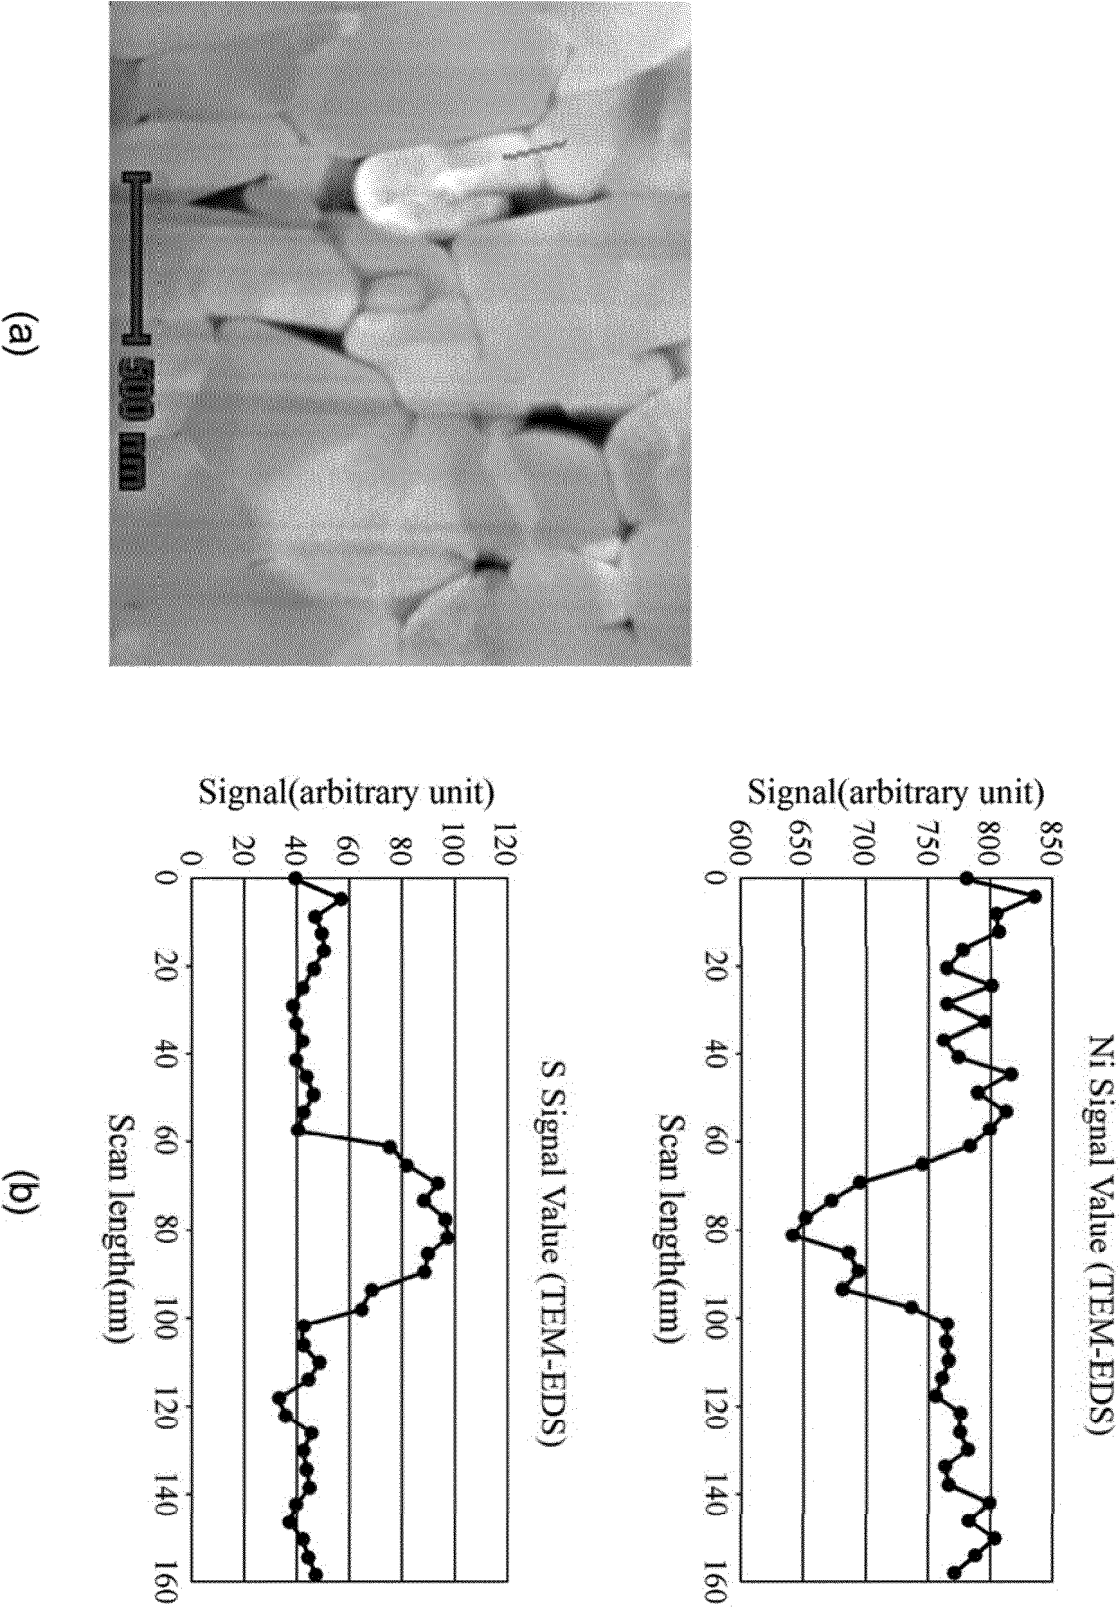 500 nm
(a)
Ni Signal Value (TEM-EDS)
Signal(arbitrary unit)
850
800
750
700
650
600
0 20 40 60 80 100 120 140 160
Scan length(nm)
S Signal Value (TEM-EDS)
Signal(arbitrary unit)
120
100
80
60
40
20
0
0 20 40 60 80 100 120 140 160
Scan length(nm)
(b)